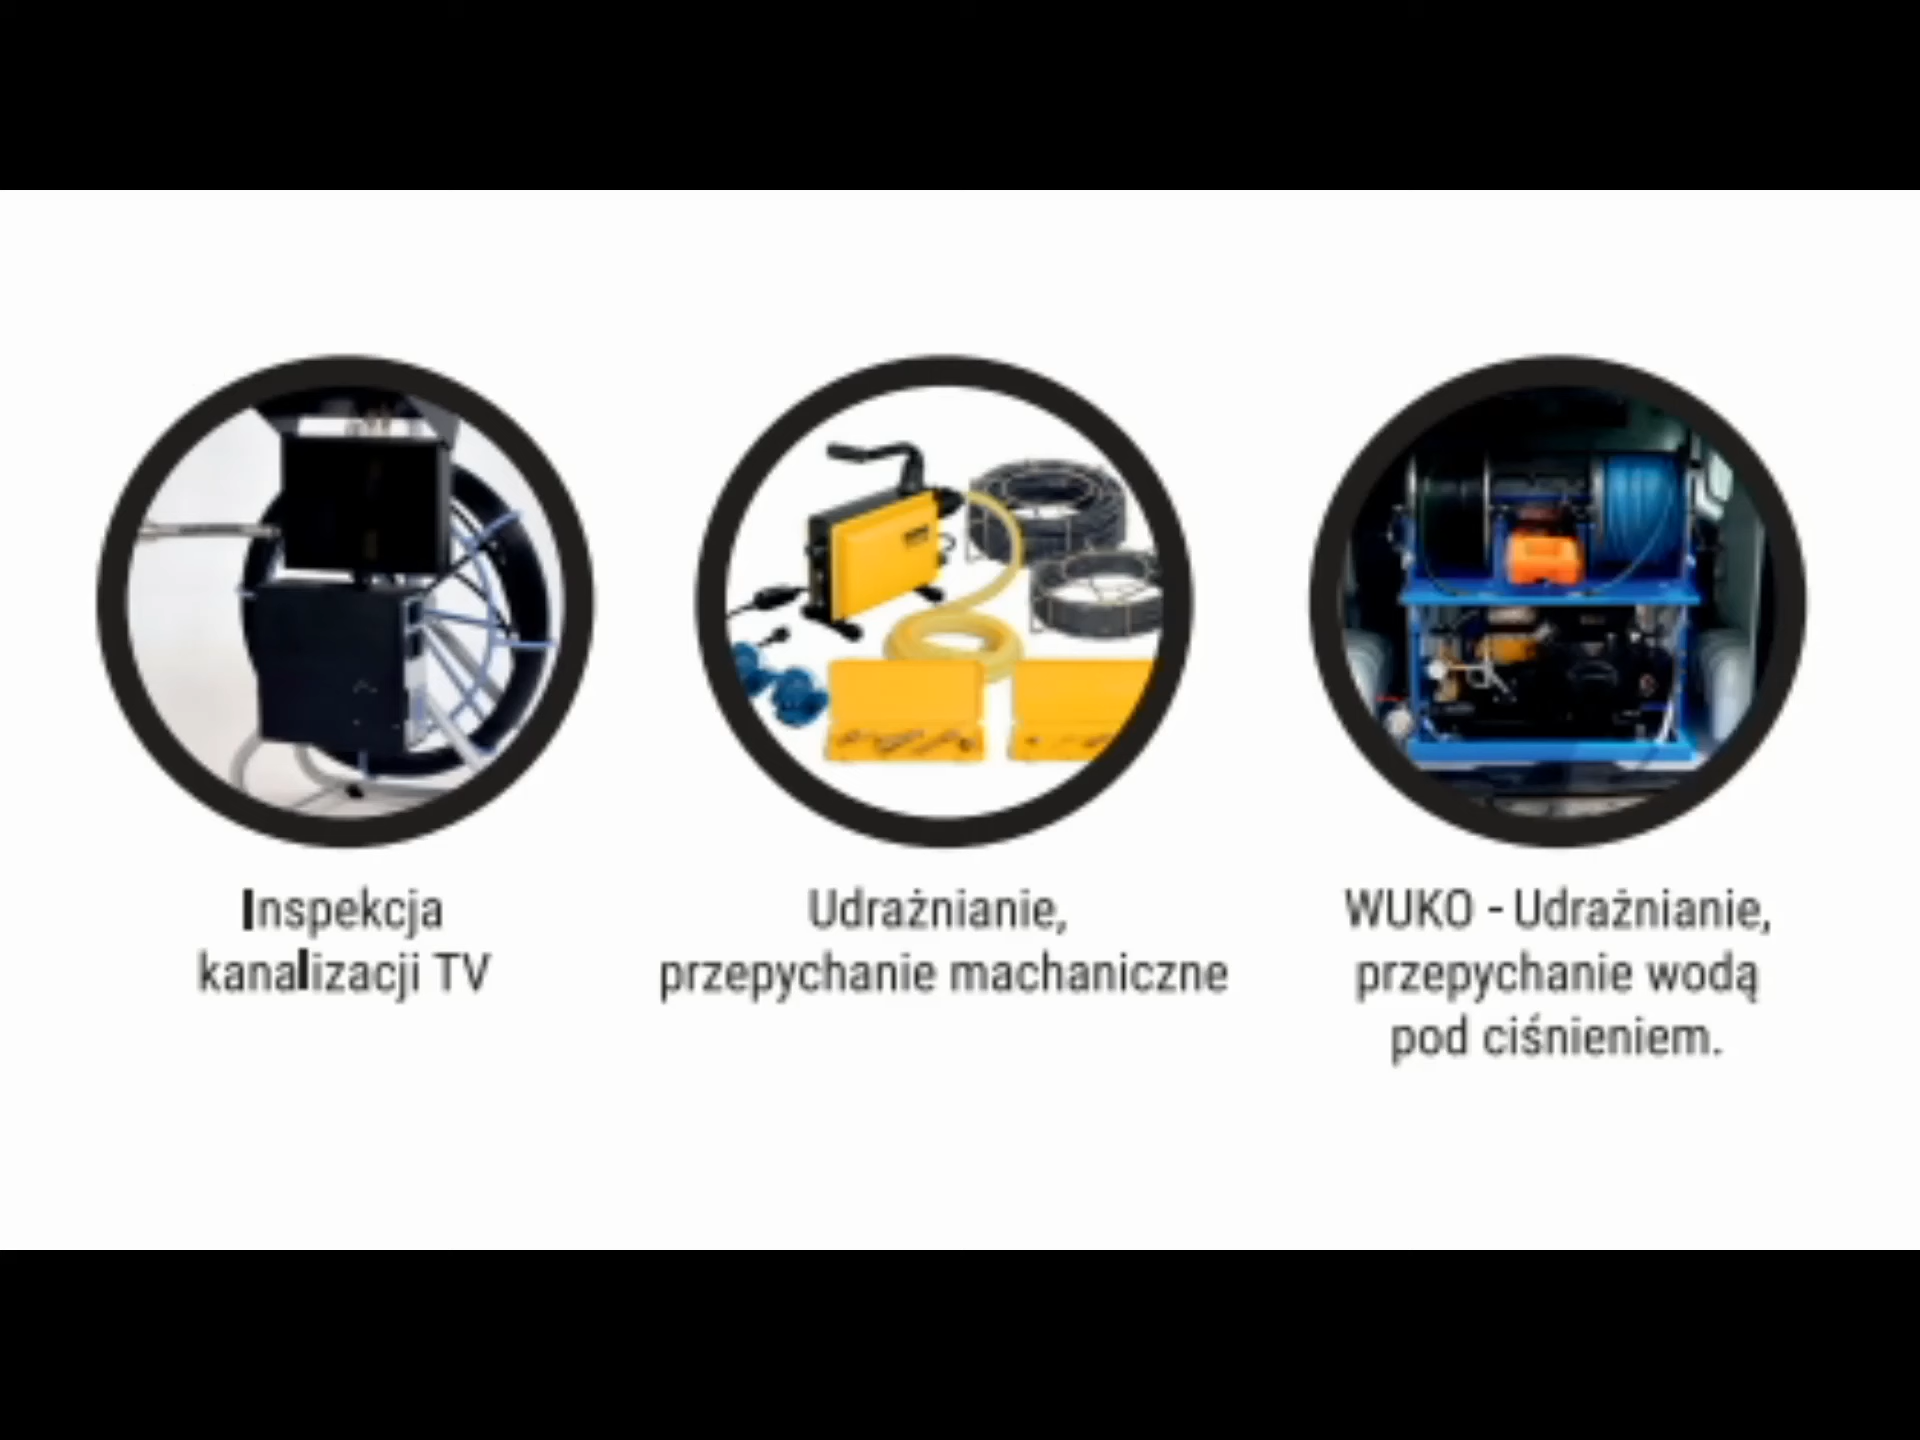 Inspekcja
kanalizacji TV
Udrażnianie,
przepychanie machaniczne
WUKO - Udrażnianie,
przepychanie wodą
pod ciśnieniem.